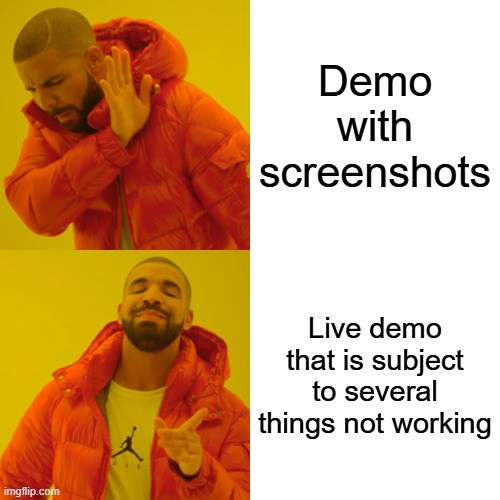 Demo
with
screenshots
Live demo
that is subject
to several
things not working
imgflip.com